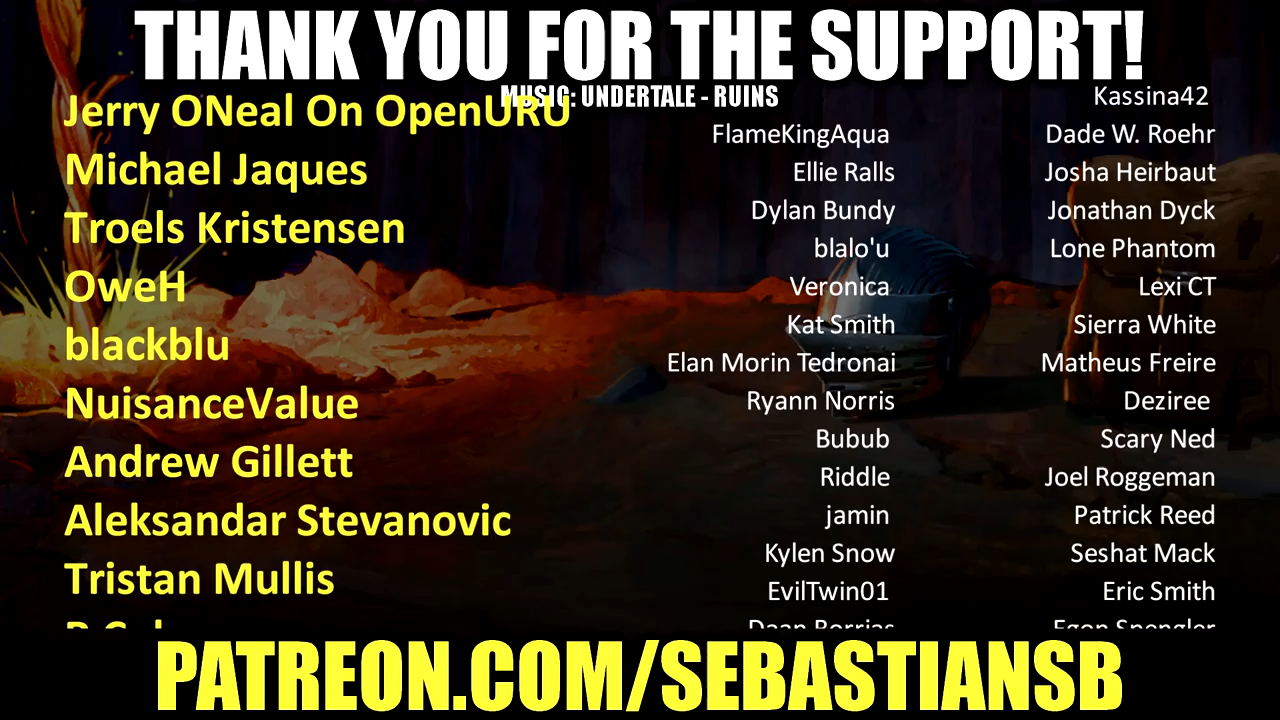 THANK YOU FOR THE SUPPORT!
MUSIC: UNDERTALE - RUINS
Jerry ONeal On OpenURU
Michael Jaques
Troels Kristensen
OweH
blackblu
NuisanceValue
Andrew Gillett
Aleksandar Stevanovic
Tristan Mullis
FlameKingAqua
Ellie Ralls
Dylan Bundy
blalo'u
Veronica
Kat Smith
Elan Morin Tedronai
Ryann Norris
Bubub
Riddle
jamin
Kylen Snow
EvilTwin01
Kassina42
Dade W. Roehr
Josha Heirbaut
Jonathan Dyck
Lone Phantom
Lexi CT
Sierra White
Matheus Freire
Deziree
Scary Ned
Joel Roggeman
Patrick Reed
Seshat Mack
Eric Smith
Egon Spengler
PATREON.COM/SEBASTIANSB